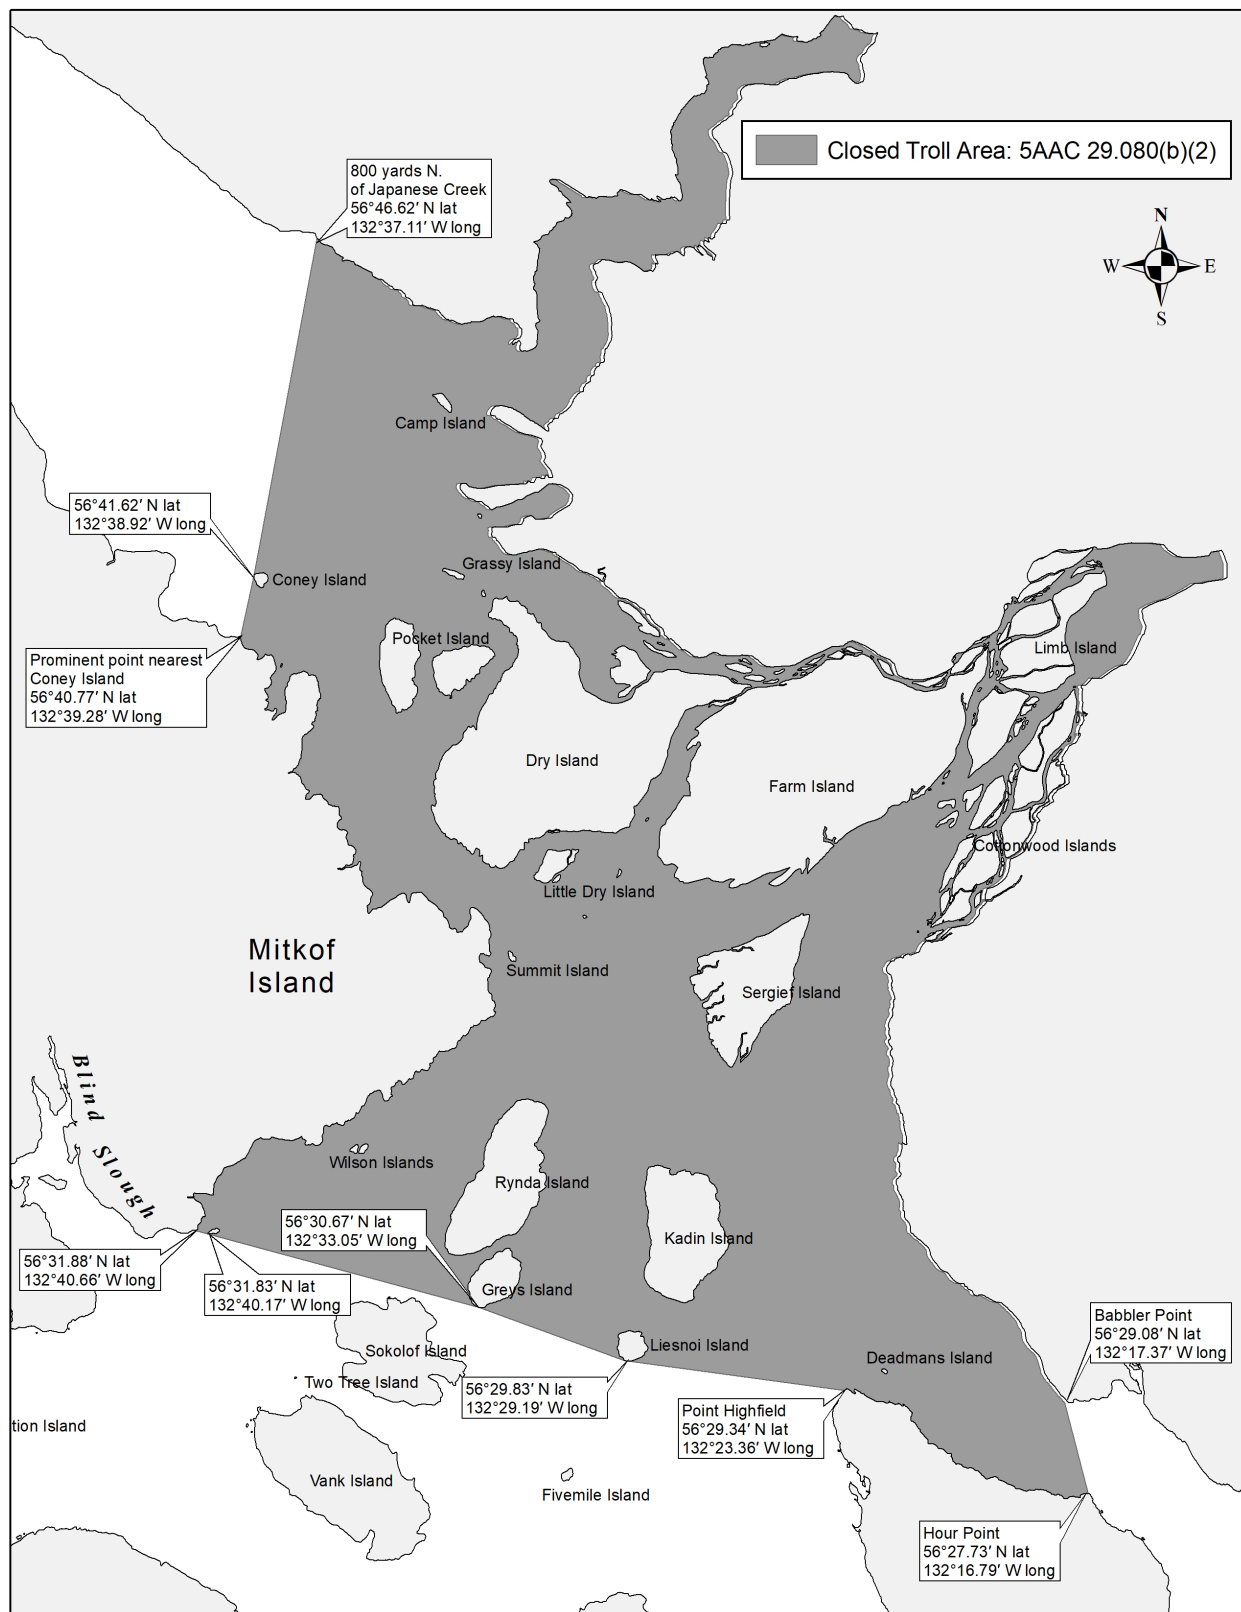 Closed Troll Area: 5AAC 29.080(b)(2)
800 yards N.
of Japanese Creek
56°46.62′ N lat
132°37.11′ W long
N
W
E
S
Camp Island
56°41.62′ N lat
132°38.92′ W long
Grassy Island
Coney Island
Pocket Island
Limb Island
Prominent point nearest
Coney Island
56°40.77′ N lat
132°39.28′ W long
Dry Island
Farm Island
Cottonwood Islands
Little Dry Island
Mitkof
Island
Summit Island
Sergief Island
Blind Slough
Wilson Islands
Rynda Island
56°30.67′ N lat
132°33.05′ W long
Kadin Island
56°31.88′ N lat
132°40.66′ W long
56°31.83′ N lat
132°40.17′ W long
Greys Island
Babbler Point
56°29.08′ N lat
132°17.37′ W long
Sokolof Island
Liesnoi Island
Deadmans Island
Two Tree Island
56°29.83′ N lat
132°29.19′ W long
Point Highfield
56°29.34′ N lat
132°23.36′ W long
tion Island
Vank Island
Fivemile Island
Hour Point
56°27.73′ N lat
132°16.79′ W long